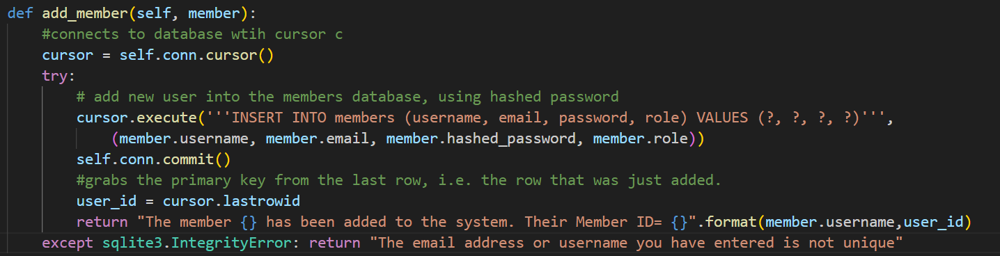 def add_member(self, member):
    #connects to database wtih cursor c
    cursor = self.conn.cursor()
    try:
        # add new user into the members database, using hashed password
        cursor.execute('''INSERT INTO members (username, email, password, role) VALUES (?, ?, ?, ?)''',
            (member.username, member.email, member.hashed_password, member.role))
        self.conn.commit()
        #grabs the primary key from the last row, i.e. the row that was just added.
        user_id = cursor.lastrowid
        return "The member {} has been added to the system. Their Member ID= {}".format(member.username,user_id)
    except sqlite3.IntegrityError: return "The email address or username you have entered is not unique"